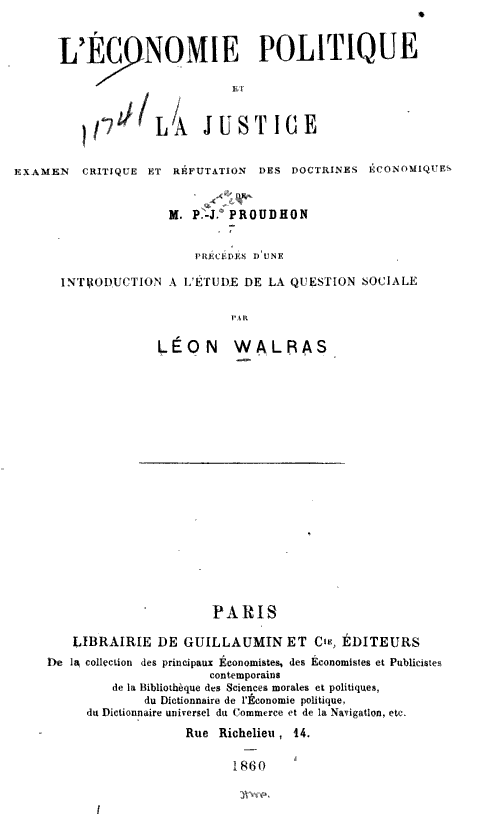 L'ÉCONOMIE POLITIQUE
ET
LA JUSTICE
EXAMEN CRITIQUE ET RÉFUTATION DES DOCTRINES ÉCONOMIQUES
DE
M. P.-J. PROUDHON
PRÉCÉDÉS D'UNE
INTRODUCTION A L'ÉTUDE DE LA QUESTION SOCIALE
PAR
LÉON WALRAS
PARIS
LIBRAIRIE DE GUILLAUMIN ET Cie, ÉDITEURS
De la collection des principaux Économistes, des Économistes et Publicistes
contemporains
de la Bibliothèque des Sciences morales et politiques,
du Dictionnaire de l'Économie politique,
du Dictionnaire universel du Commerce et de la Navigation, etc.
Rue Richelieu, 14.
1860